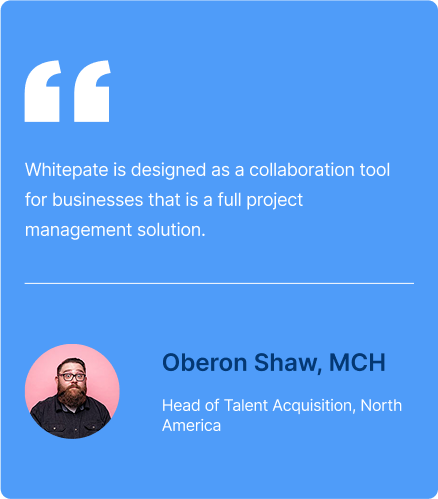 Whitepate is designed as a collaboration tool
for businesses that is a full project
management solution.
Oberon Shaw, MCH
Head of Talent Acquisition, North
America